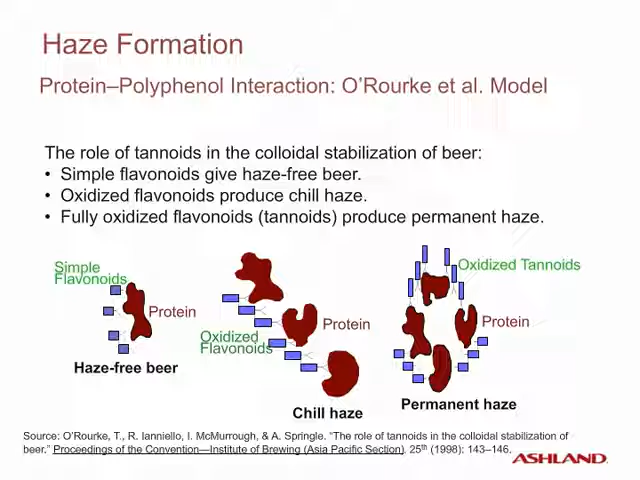 Haze Formation
Protein–Polyphenol Interaction: O’Rourke et al. Model
The role of tannoids in the colloidal stabilization of beer:
• Simple flavonoids give haze-free beer.
• Oxidized flavonoids produce chill haze.
• Fully oxidized flavonoids (tannoids) produce permanent haze.
Simple
Flavonoids
Protein
Haze-free beer
Oxidized
Flavonoids
Protein
Chill haze
Oxidized Tannoids
Protein
Permanent haze
Source: O’Rourke, T., R. Ianniello, I. McMurrough, & A. Springle. “The role of tannoids in the colloidal stabilization of
beer.” Proceedings of the Convention—Institute of Brewing (Asia Pacific Section). 25th (1998): 143–146.
ASHLAND